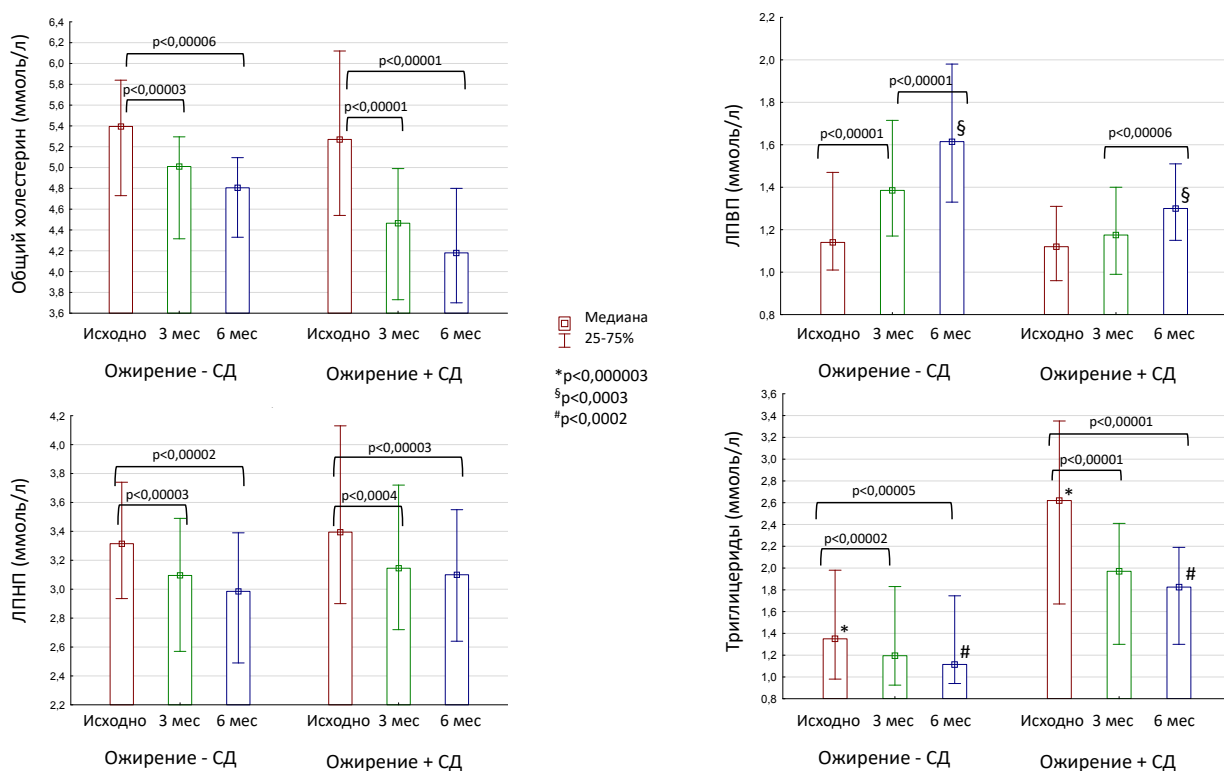 Общий холестерин (ммоль/л)
6,4
6,2
6,0
5,8
5,6
5,4
5,2
5,0
4,8
4,6
4,4
4,2
4,0
3,8
3,6
p<0,00006
p<0,00003
p<0,00001
p<0,00001
Исходно 3 мес 6 мес Исходно 3 мес 6 мес
Ожирение - СД Ожирение + СД
ЛПВП (ммоль/л)
2,2
2,0
1,8
1,6
1,4
1,2
1,0
0,8
p<0,00001
p<0,00001
§
p<0,00006
§
Исходно 3 мес 6 мес Исходно 3 мес 6 мес
Ожирение - СД Ожирение + СД
Медиана
25-75%
*p<0,000003
§p<0,0003
#p<0,0002
ЛПНП (ммоль/л)
4,2
4,0
3,8
3,6
3,4
3,2
3,0
2,8
2,6
2,4
2,2
p<0,00002
p<0,00003
p<0,00003
p<0,0004
Исходно 3 мес 6 мес Исходно 3 мес 6 мес
Ожирение - СД Ожирение + СД
Триглицериды (ммоль/л)
3,6
3,4
3,2
3,0
2,8
2,6
2,4
2,2
2,0
1,8
1,6
1,4
1,2
1,0
0,8
p<0,00005
p<0,00002
*
#
p<0,00001
p<0,00001
*
#
Исходно 3 мес 6 мес Исходно 3 мес 6 мес
Ожирение - СД Ожирение + СД